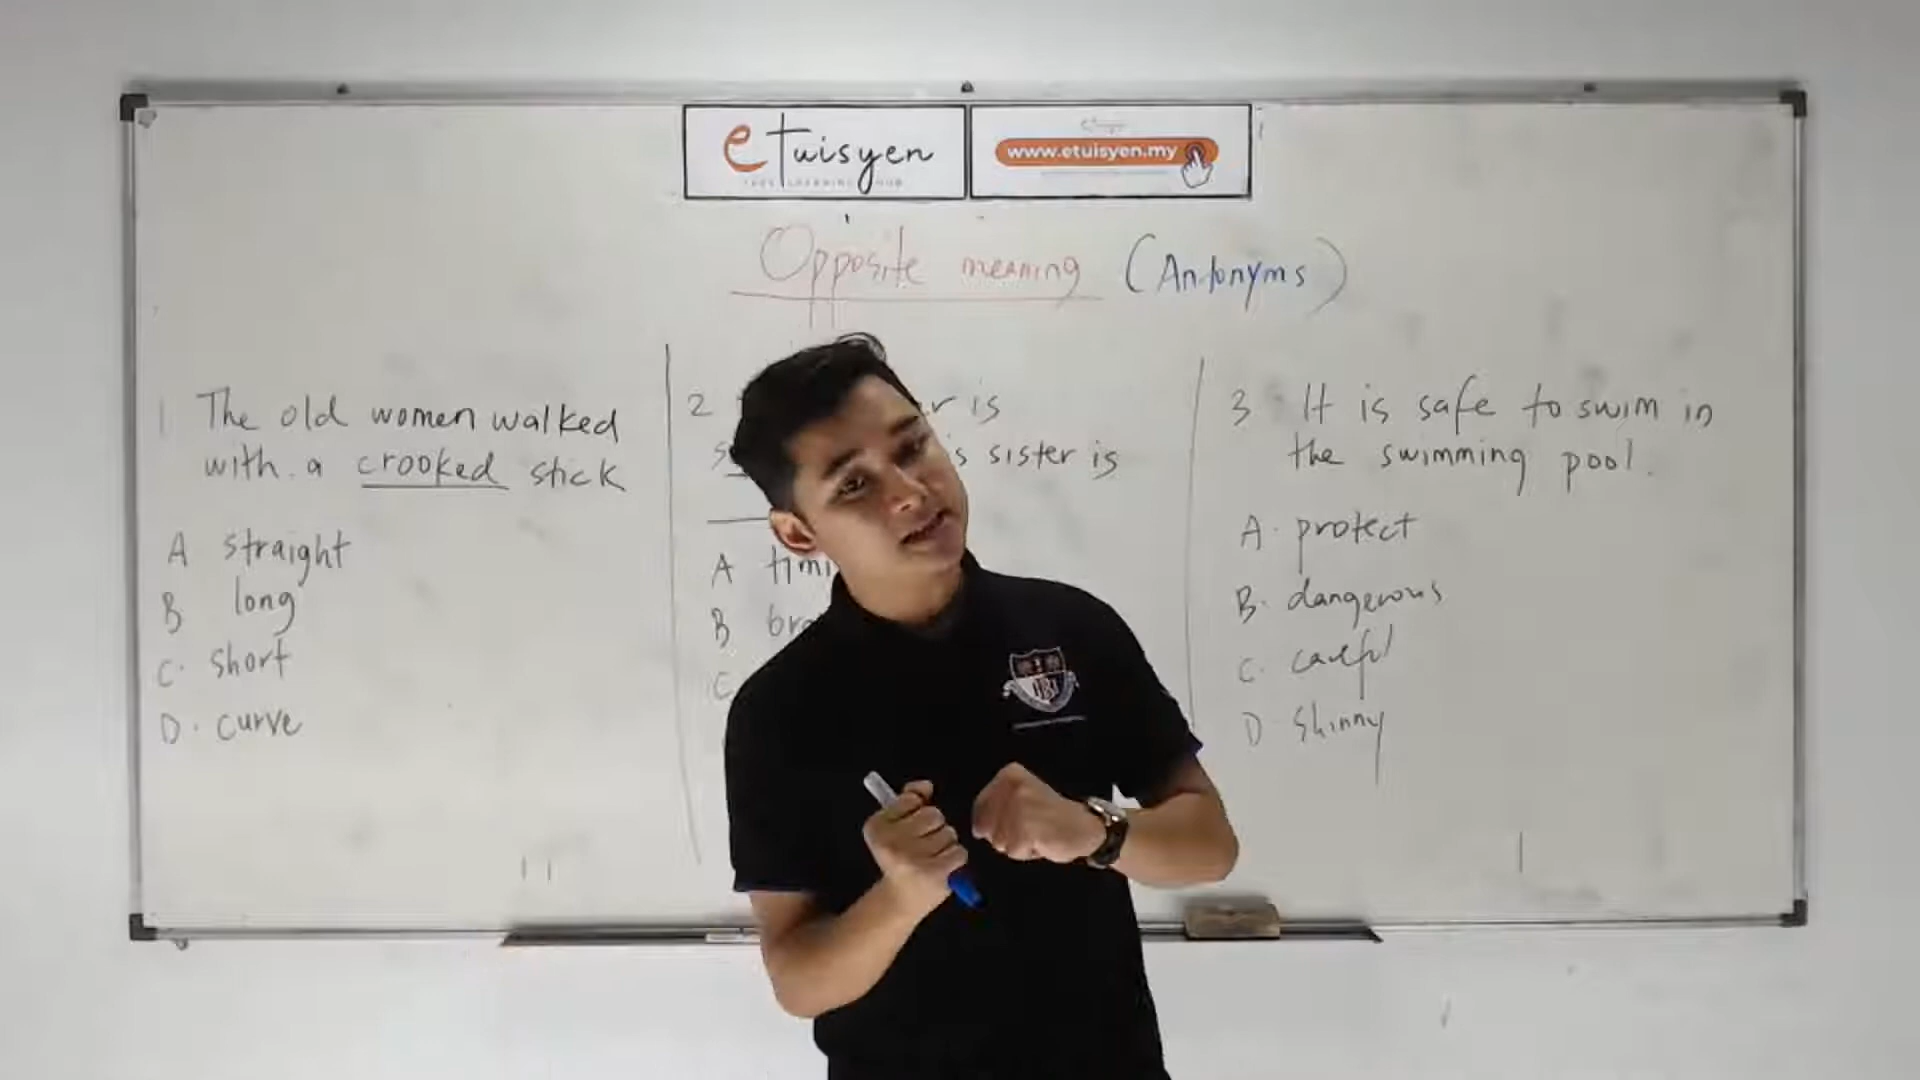 eTuisyen
www.etuisyen.my
Opposite meaning (Antonyms)
1 The old women walked
with a crooked stick
A straight
B long
C. short
D. curve
2 is
sister is
A
B
C
3 It is safe to swim in
the swimming pool.
A. protect
B. dangerous
C. careful
D skinny